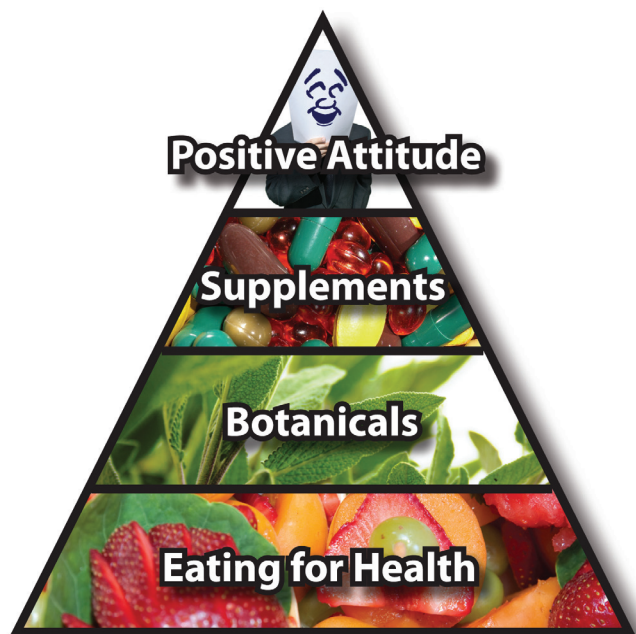 Positive Attitude
Supplements
Botanicals
Eating for Health